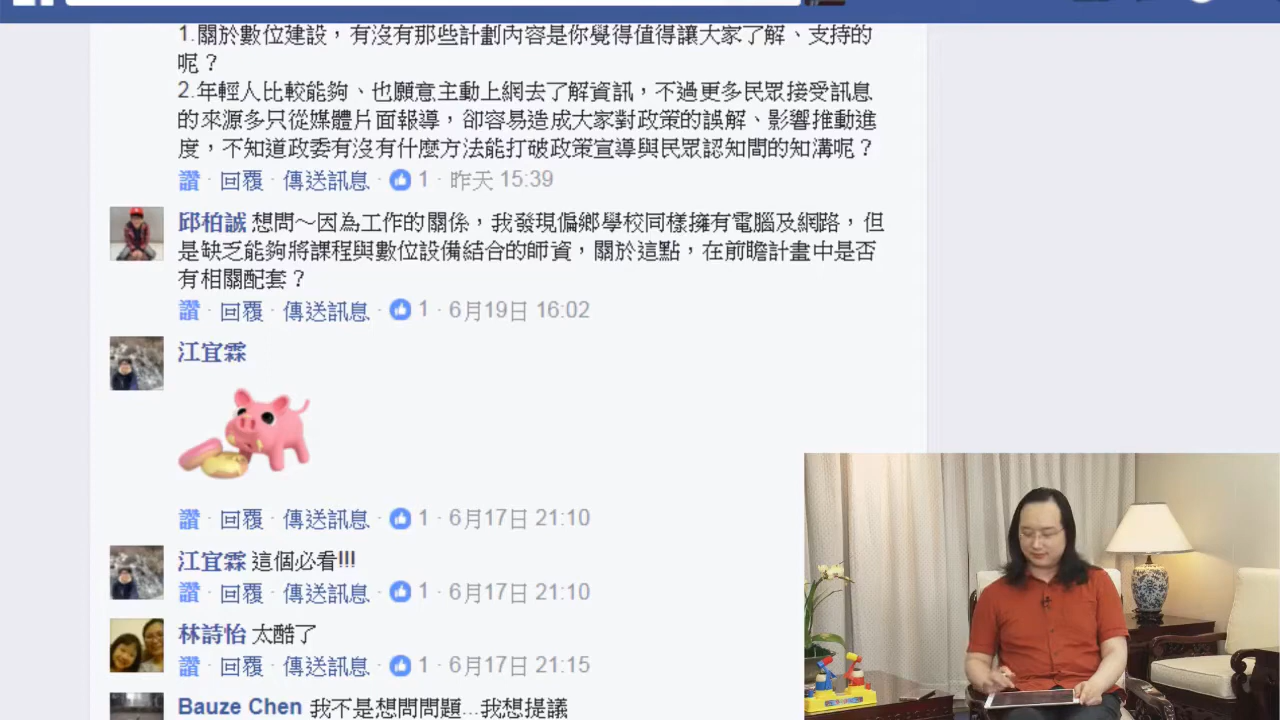 1.關於數位建設，有沒有那些計劃內容是你覺得值得讓大家了解、支持的
呢？
2.年輕人比較能夠、也願意主動上網去了解資訊，不過更多民眾接受訊息
的來源多只從媒體片面報導，卻容易造成大家對政策的誤解、影響推動進
度，不知道政委有沒有什麼方法能打破政策宣導與民眾認知間的知溝呢？
讚 · 回覆 · 傳送訊息 · 1 · 昨天 15:39
邱柏誠 想問～因為工作的關係，我發現偏鄉學校同樣擁有電腦及網路，但
是缺乏能夠將課程與數位設備結合的師資，關於這點，在前瞻計畫中是否
有相關配套？
讚 · 回覆 · 傳送訊息 · 1 · 6月19日 16:02
江宜霖
讚 · 回覆 · 傳送訊息 · 1 · 6月17日 21:10
江宜霖 這個必看!!!
讚 · 回覆 · 傳送訊息 · 1 · 6月17日 21:10
林詩怡 太酷了
讚 · 回覆 · 傳送訊息 · 1 · 6月17日 21:15
Bauze Chen 我不是想問問題...我想提議